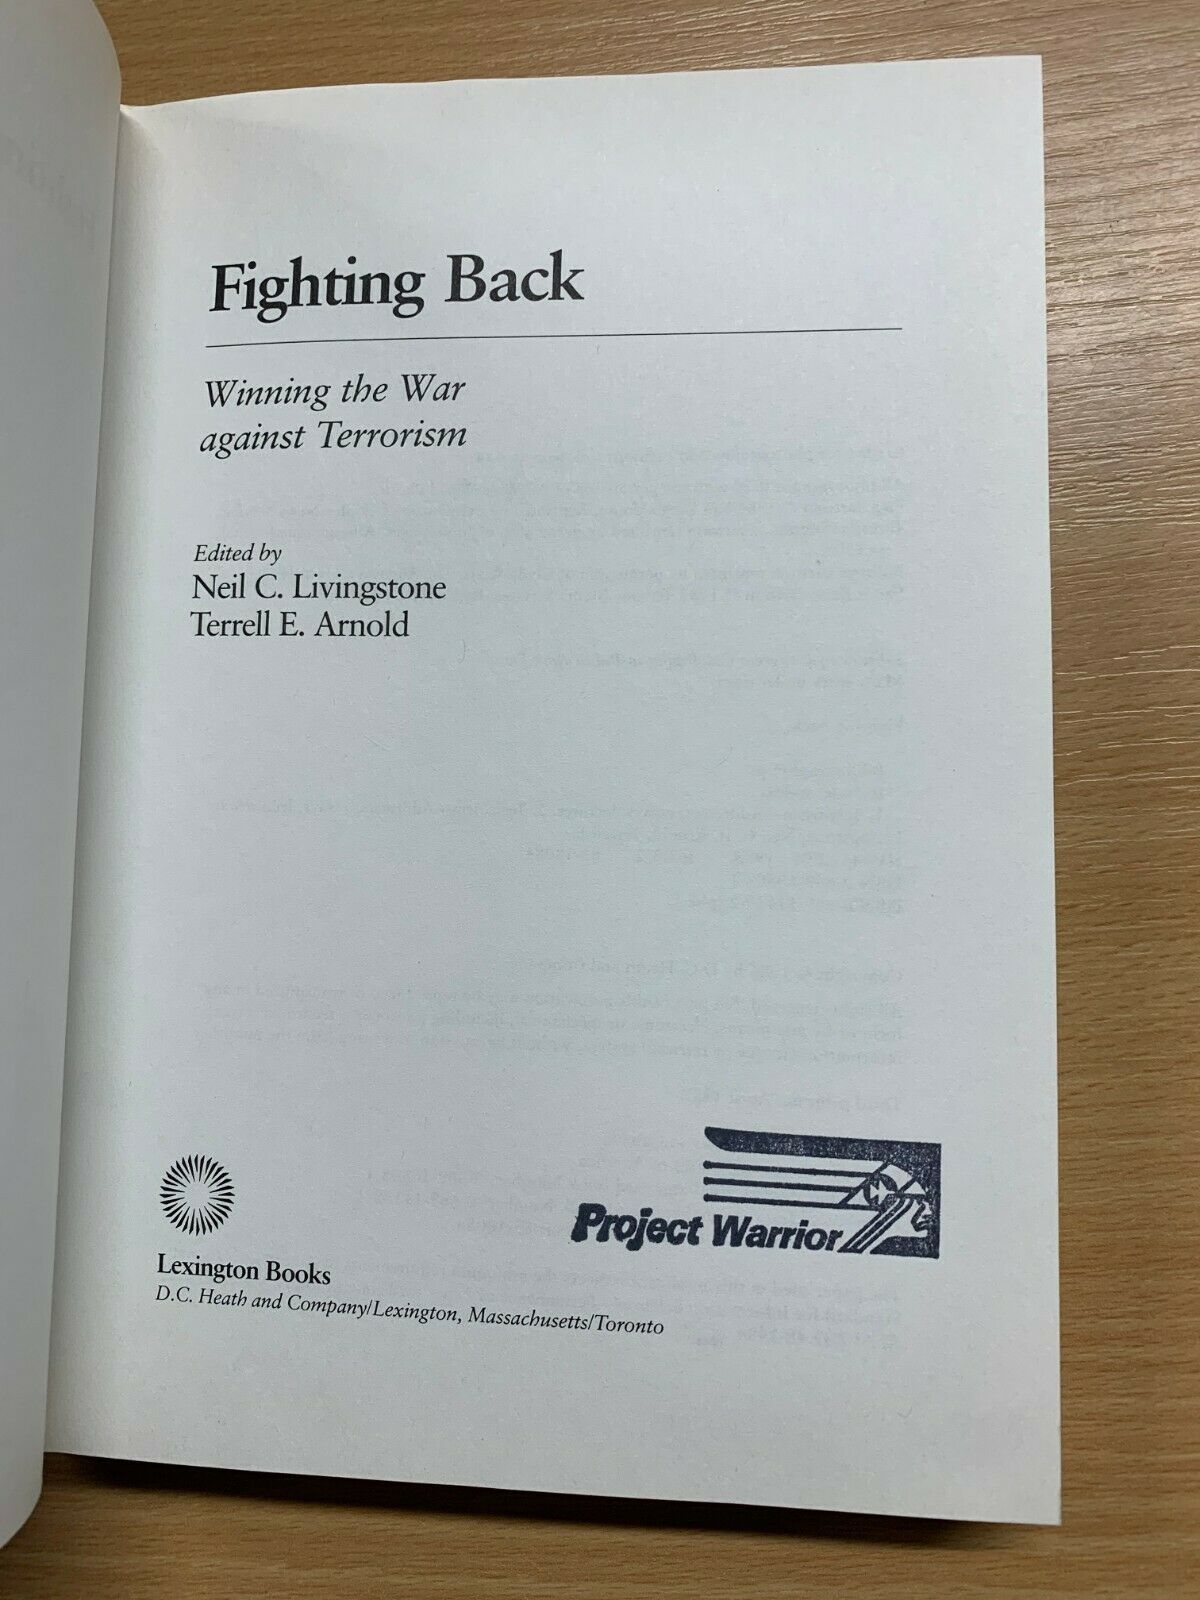 Fighting Back
Winning the War
against Terrorism
Edited by
Neil C. Livingstone
Terrell E. Arnold
Project Warrior
Lexington Books
D.C. Heath and Company/Lexington, Massachusetts/Toronto